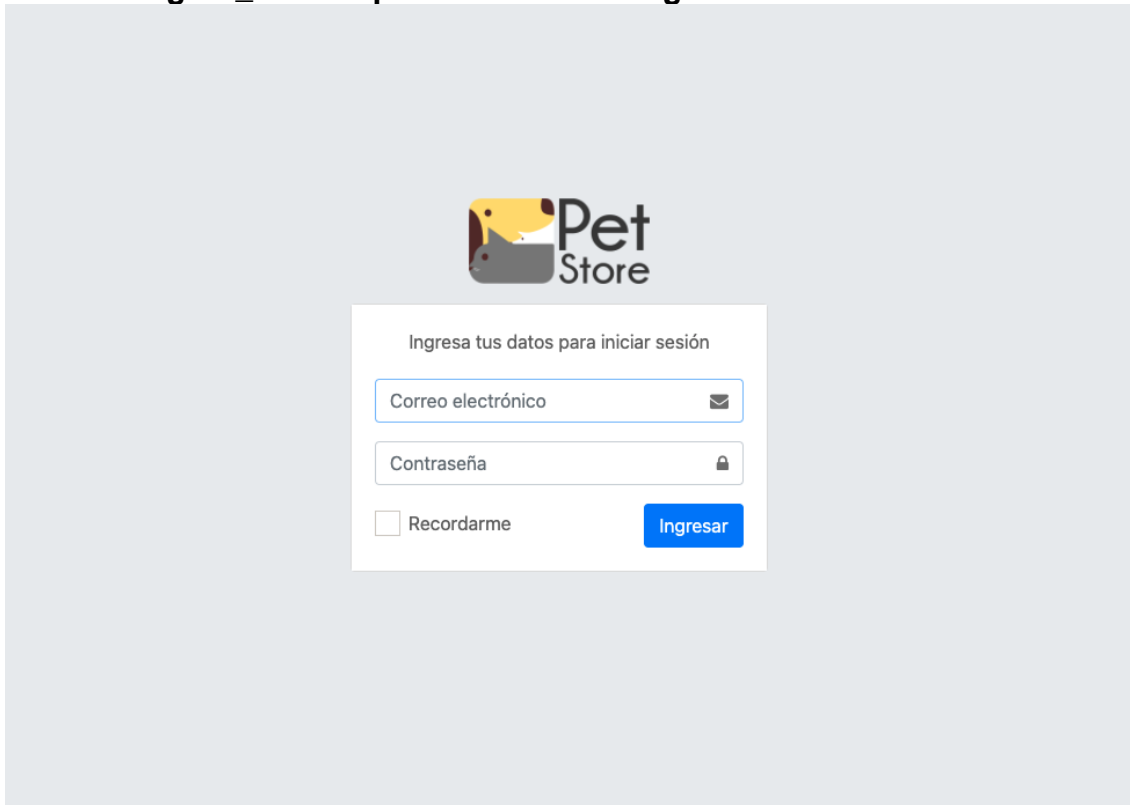 Pet
Store
Ingresa tus datos para iniciar sesión
Correo electrónico
Contraseña
Recordarme
Ingresar